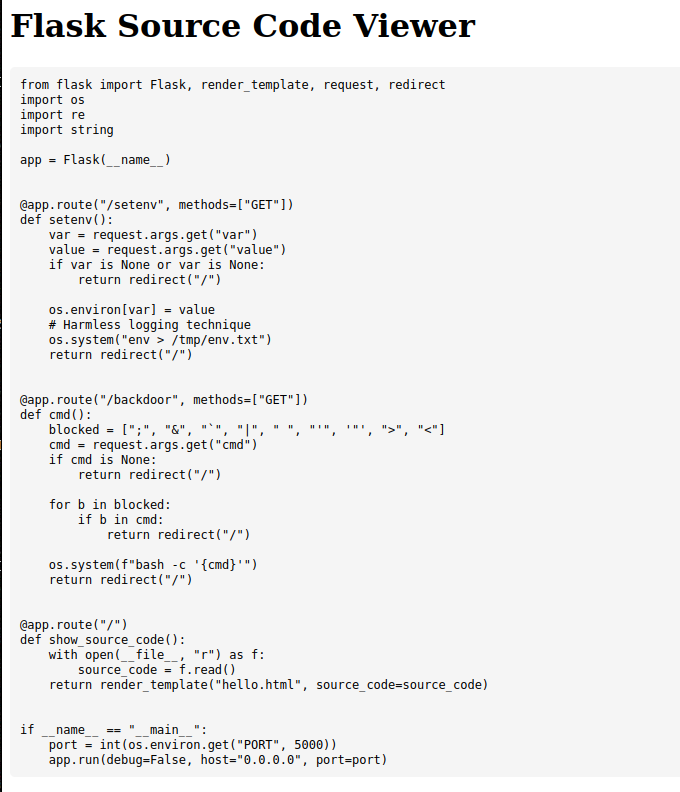 Flask Source Code Viewer
from flask import Flask, render_template, request, redirect
import os
import re
import string
app = Flask(__name__)
@app.route("/setenv", methods=["GET"])
def setenv():
    var = request.args.get("var")
    value = request.args.get("value")
    if var is None or var is None:
        return redirect("/")
    os.environ[var] = value
    # Harmless logging technique
    os.system("env > /tmp/env.txt")
    return redirect("/")
@app.route("/backdoor", methods=["GET"])
def cmd():
    blocked = [";", "&", "`", "|", " ", "'", '"', ">", "<"]
    cmd = request.args.get("cmd")
    if cmd is None:
        return redirect("/")
    for b in blocked:
        if b in cmd:
            return redirect("/")
    os.system(f"bash -c '{cmd}'")
    return redirect("/")
@app.route("/")
def show_source_code():
    with open(__file__, "r") as f:
        source_code = f.read()
    return render_template("hello.html", source_code=source_code)
if __name__ == "__main__":
    port = int(os.environ.get("PORT", 5000))
    app.run(debug=False, host="0.0.0.0", port=port)